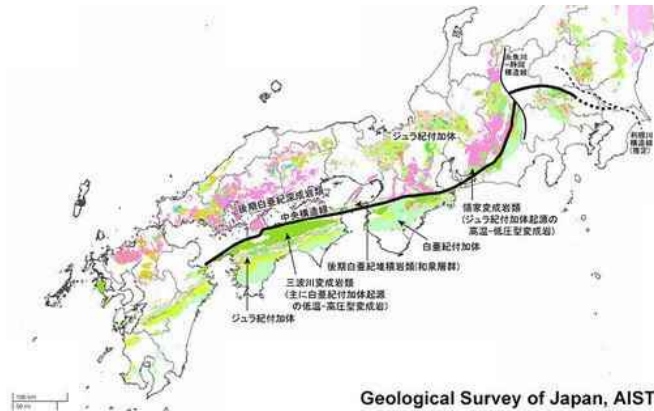 糸魚川
-静岡
構造線
利根川
構造線
(推定)
ジュラ紀付加体
後期白亜紀深成岩類
中央構造線
領家変成岩類
(ジュラ紀付加体起源の
高温-低圧型変成岩)
白亜紀付加体
後期白亜紀堆積岩類(和泉層群)
三波川変成岩類
(主に白亜紀付加体起源
の低温-高圧型変成岩)
ジュラ紀付加体
100 km
50 mi
Geological Survey of Japan, AIST